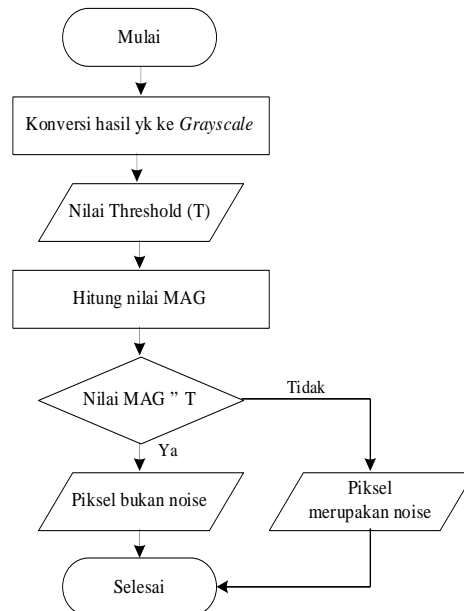 Mulai
Konversi hasil yk ke Grayscale
Nilai Threshold (T)
Hitung nilai MAG
Nilai MAG ” T
Tidak
Ya
Piksel bukan noise
Piksel
merupakan noise
Selesai